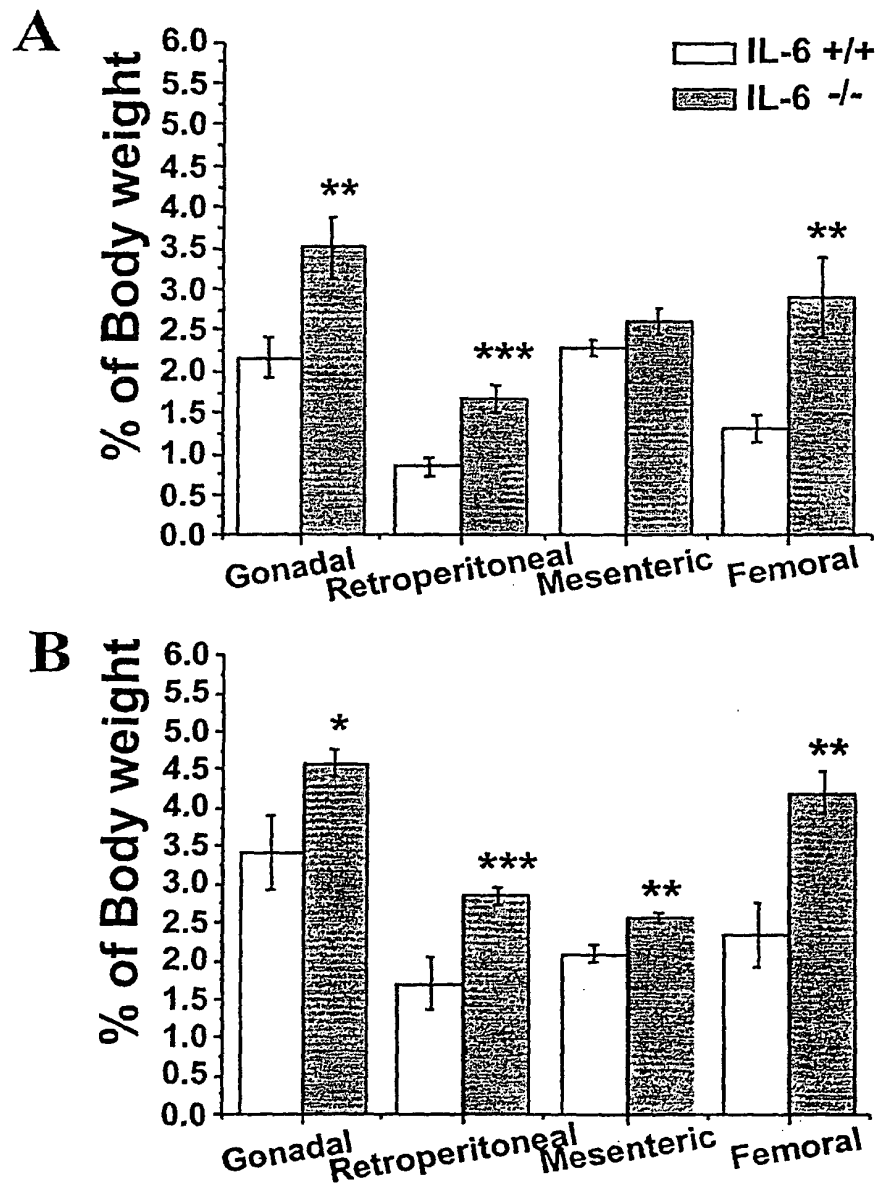 A
% of Body weight
6.0
5.5
5.0
4.5
4.0
3.5
3.0
2.5
2.0
1.5
1.0
0.5
0.0
IL-6 +/+
IL-6 -/-
**
***
**
Gonadal
Retroperitoneal
Mesenteric
Femoral
B
% of Body weight
6.0
5.5
5.0
4.5
4.0
3.5
3.0
2.5
2.0
1.5
1.0
0.5
0.0
*
***
**
**
Gonadal
Retroperitoneal
Mesenteric
Femoral